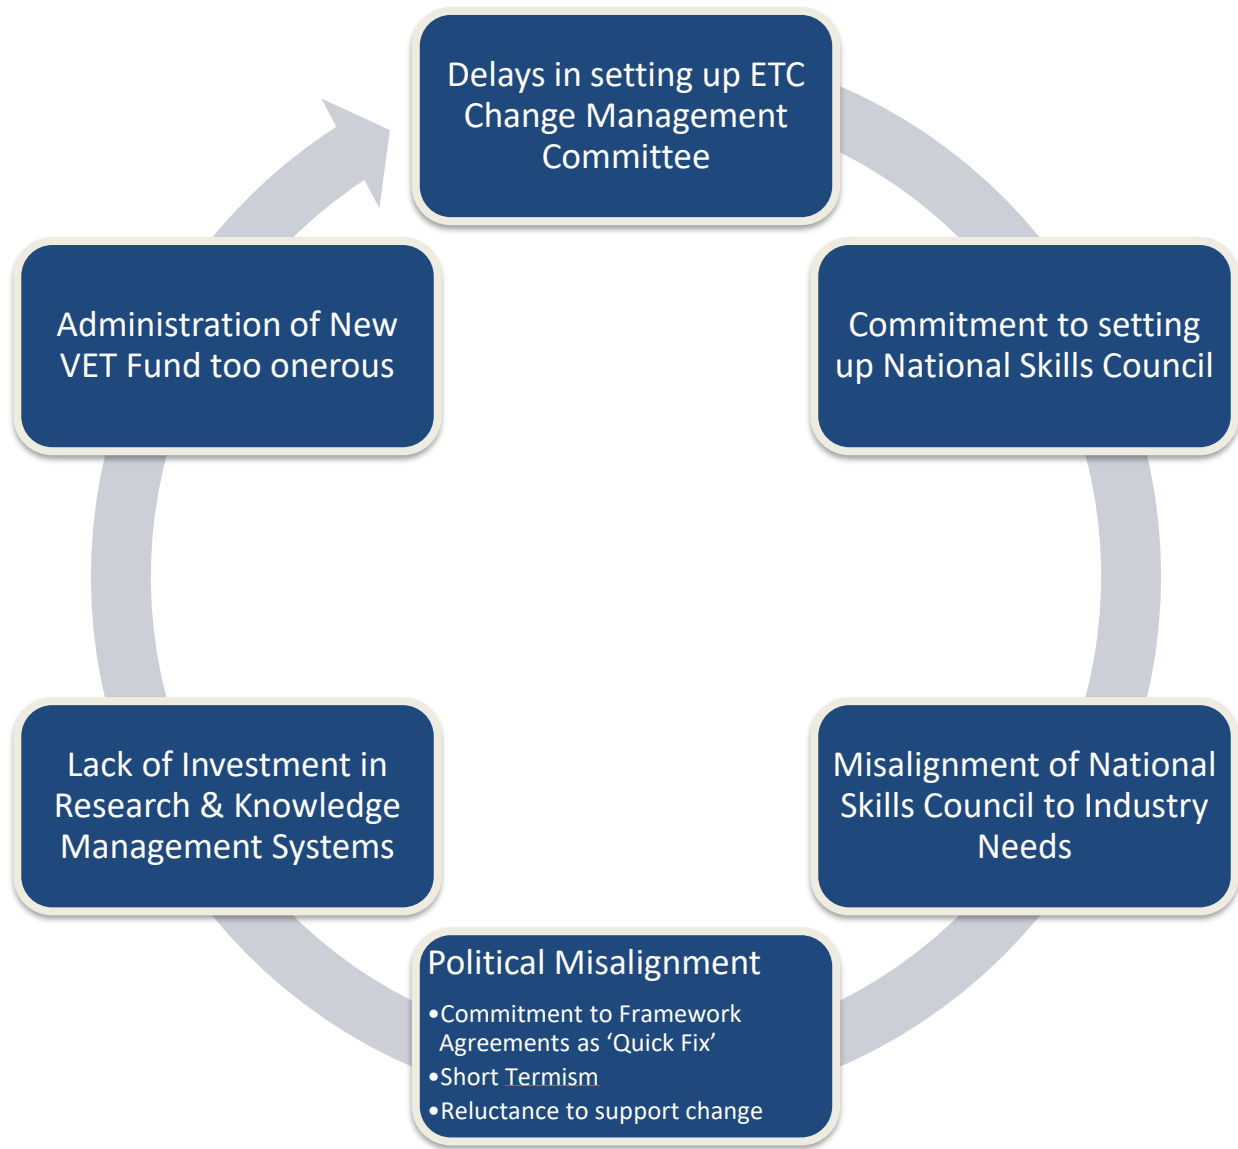 Delays in setting up ETC
Change Management
Committee
Commitment to setting
up National Skills Council
Misalignment of National
Skills Council to Industry
Needs
Political Misalignment
•Commitment to Framework
Agreements as ‘Quick Fix’
•Short Termism
•Reluctance to support change
Lack of Investment in
Research & Knowledge
Management Systems
Administration of New
VET Fund too onerous